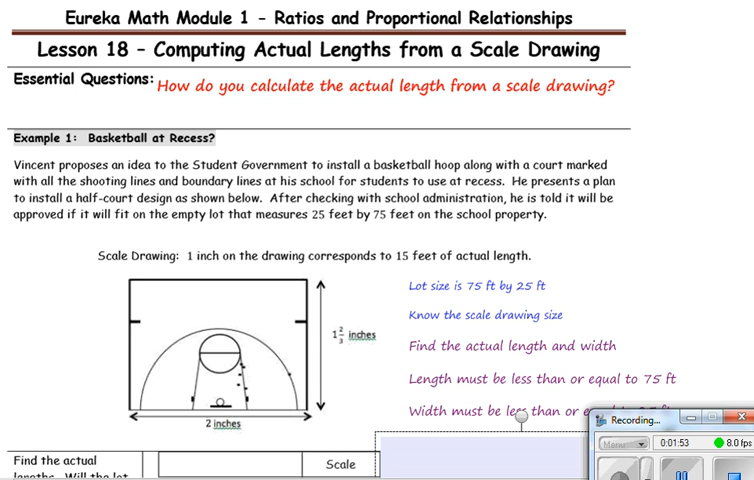 Eureka Math Module 1 - Ratios and Proportional Relationships
Lesson 18 - Computing Actual Lengths from a Scale Drawing
Essential Questions: How do you calculate the actual length from a scale drawing?
Example 1: Basketball at Recess?
Vincent proposes an idea to the Student Government to install a basketball hoop along with a court marked
with all the shooting lines and boundary lines at his school for students to use at recess. He presents a plan
to install a half-court design as shown below. After checking with school administration, he is told it will be
approved if it will fit on the empty lot that measures 25 feet by 75 feet on the school property.
Scale Drawing: 1 inch on the drawing corresponds to 15 feet of actual length.
Lot size is 75 ft by 25 ft
Know the scale drawing size
1 2/3 inches
Find the actual length and width
Length must be less than or equal to 75 ft
Width must be less than or
2 inches
Recording...
Menu
0:01:53
8.0 fps
Find the actual
Scale
lengths. Will the lot